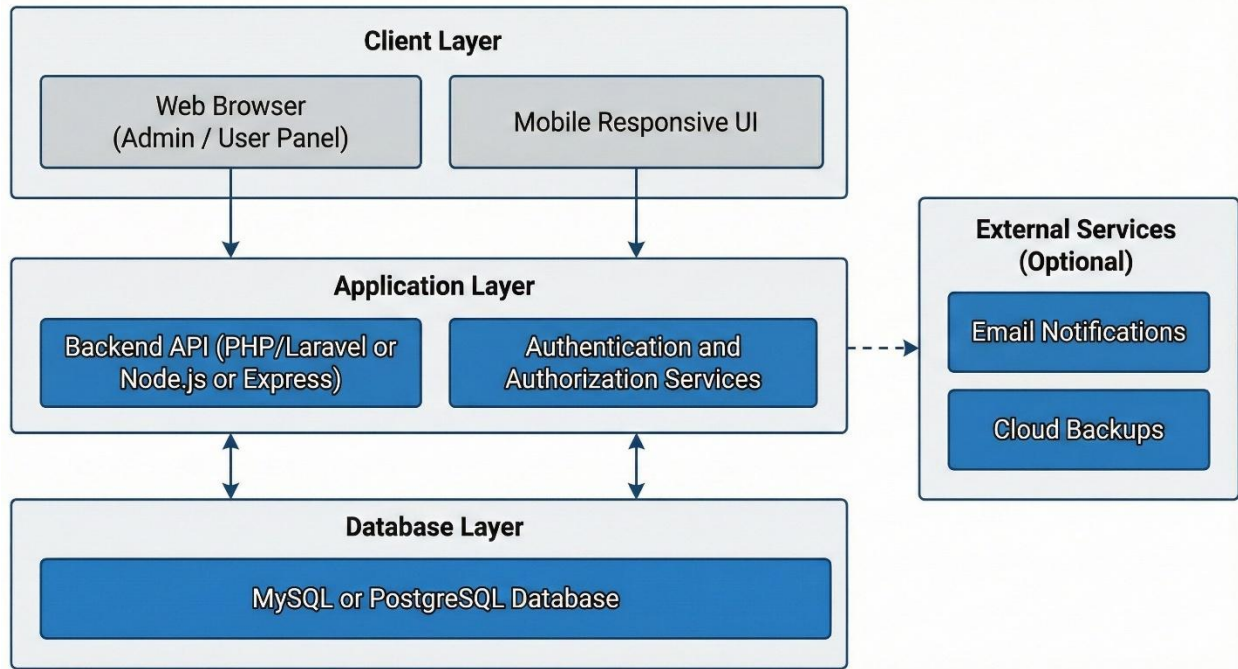 Client Layer
Web Browser
(Admin / User Panel)
Mobile Responsive UI
Application Layer
Backend API (PHP/Laravel or
Node.js or Express)
Authentication and
Authorization Services
External Services
(Optional)
Email Notifications
Cloud Backups
Database Layer
MySQL or PostgreSQL Database